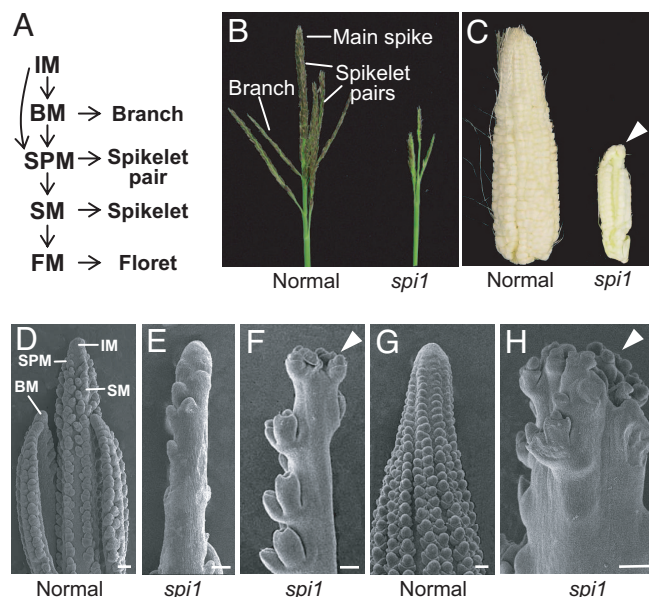 A
IM
BM Branch
SPM Spikelet
pair
SM Spikelet
FM Floret
B
Main spike
Spikelet
pairs
Branch
Normal spi1
C
Normal spi1
D
IM
SPM
BM
SM
Normal
E
spi1
F
spi1
G
Normal
H
spi1